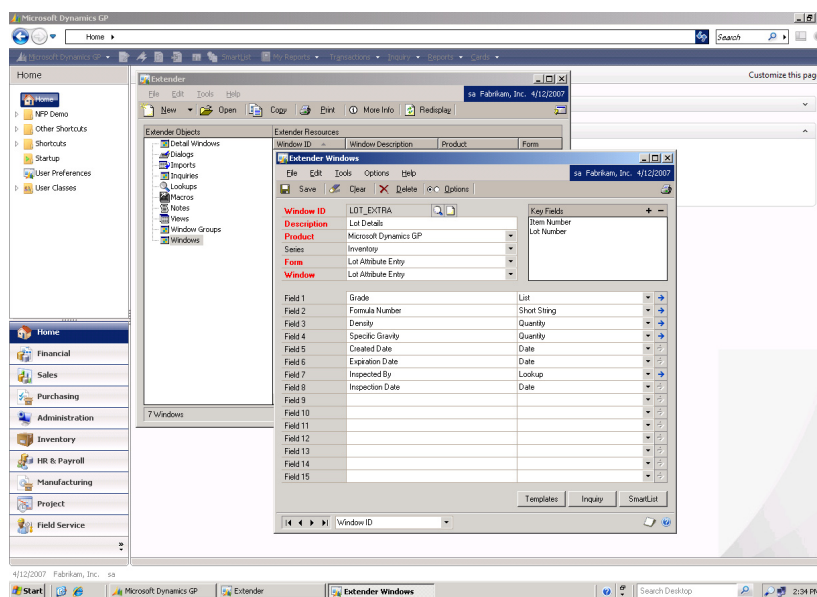 Microsoft Dynamics GP
Home
Search
Microsoft Dynamics GP SmartList My Reports Transactions Inquiry Reports Cards
Home
Customize this pag
Home
NFP Demo
Other Shortcuts
Shortcuts
Startup
User Preferences
User Classes
Extender
File Edit Tools Help
sa Fabrikam, Inc. 4/12/2007
New Open Copy Print More Info Redisplay
Extender Objects
Extender Resources
Detail Windows
Dialogs
Imports
Inquiries
Lookups
Macros
Notes
Views
Window Groups
Windows
Window ID Window Description Product Form
7 Windows
Extender Windows
File Edit Tools Options Help
sa Fabrikam, Inc. 4/12/2007
Save Clear Delete Options
Window ID LOT_EXTRA
Description Lot Details
Product Microsoft Dynamics GP
Series Inventory
Form Lot Attribute Entry
Window Lot Attribute Entry
Key Fields
Item Number
Lot Number
Field 1 Grade List
Field 2 Formula Number Short String
Field 3 Density Quantity
Field 4 Specific Gravity Quantity
Field 5 Created Date Date
Field 6 Expiration Date Date
Field 7 Inspected By Lookup
Field 8 Inspection Date Date
Field 9
Field 10
Field 11
Field 12
Field 13
Field 14
Field 15
Templates Inquiry SmartList
Window ID
Home
Financial
Sales
Purchasing
Administration
Inventory
HR & Payroll
Manufacturing
Project
Field Service
4/12/2007 Fabrikam, Inc. sa
Start Microsoft Dynamics GP Extender Extender Windows Search Desktop 2:34 PM